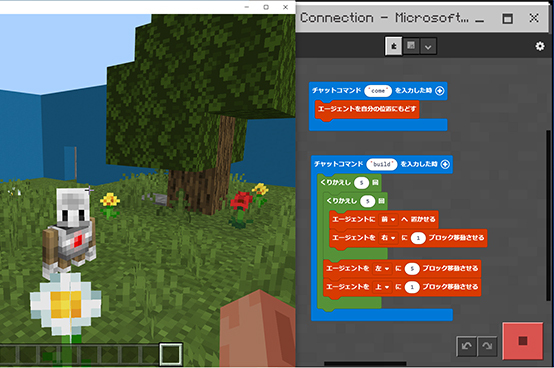 Connection - Microsoft...
チャットコマンド "come" を入力した時
エージェントを自分の位置にもどす
チャットコマンド "build" を入力した時
くりかえし 5 回
くりかえし 5 回
エージェントに 前 へ 置かせる
エージェントを 右 に 1 ブロック移動させる
エージェントを 左 に 5 ブロック移動させる
エージェントを 上 に 1 ブロック移動させる